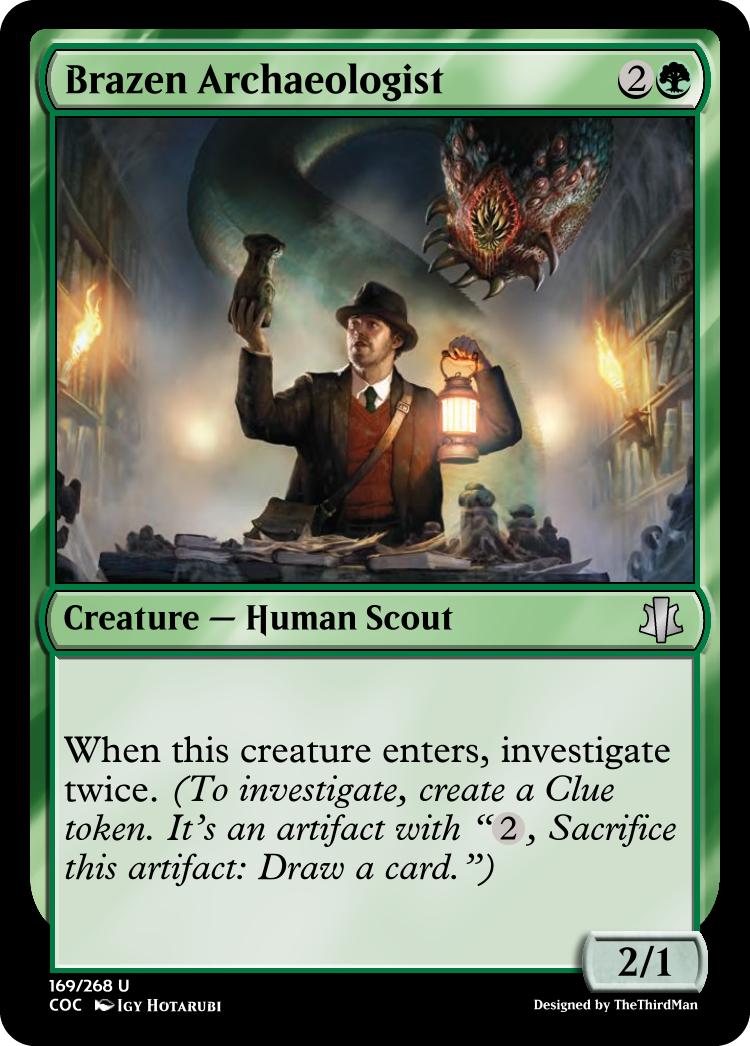 Brazen Archaeologist 2
Creature — Human Scout
When this creature enters, investigate
twice. (To investigate, create a Clue
token. It's an artifact with “2, Sacrifice
this artifact: Draw a card.”)
2/1
169/268 U
COC Igy Hotarubi
Designed by TheThirdMan